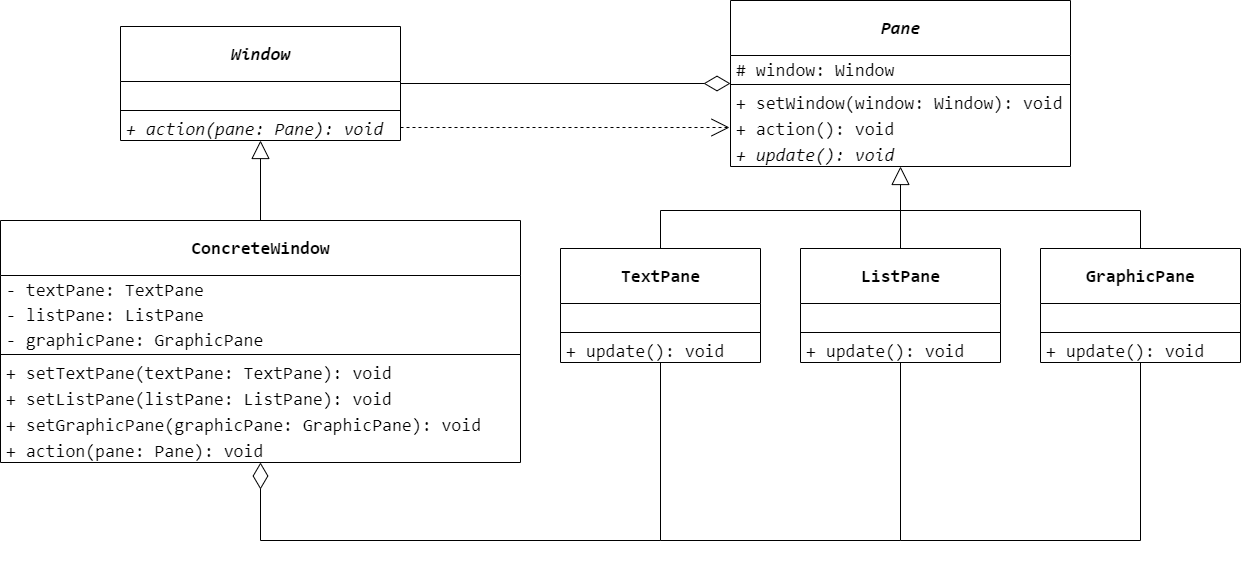 Window
+ action(pane: Pane): void
Pane
# window: Window
+ setWindow(window: Window): void
+ action(): void
+ update(): void
ConcreteWindow
- textPane: TextPane
- listPane: ListPane
- graphicPane: GraphicPane
+ setTextPane(textPane: TextPane): void
+ setListPane(listPane: ListPane): void
+ setGraphicPane(graphicPane: GraphicPane): void
+ action(pane: Pane): void
TextPane
+ update(): void
ListPane
+ update(): void
GraphicPane
+ update(): void